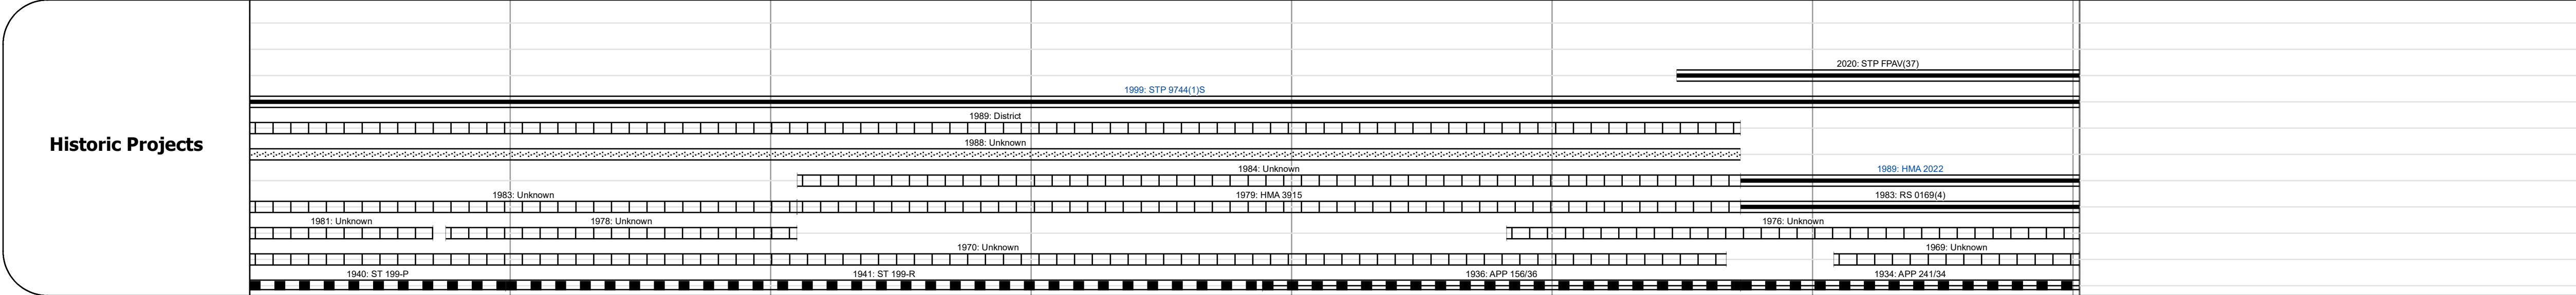 2020: STP FPAV(37)
1999: STP 9744(1)S
1989: District
Historic Projects
1988: Unknown
1984: Unknown
1989: HMA 2022
1983: Unknown
1979: HMA 3915
1983: RS 0169(4)
1981: Unknown
1978: Unknown
1976: Unknown
1970: Unknown
1969: Unknown
1940: ST 199-P
1941: ST 199-R
1936: APP 156/36
1934: APP 241/34